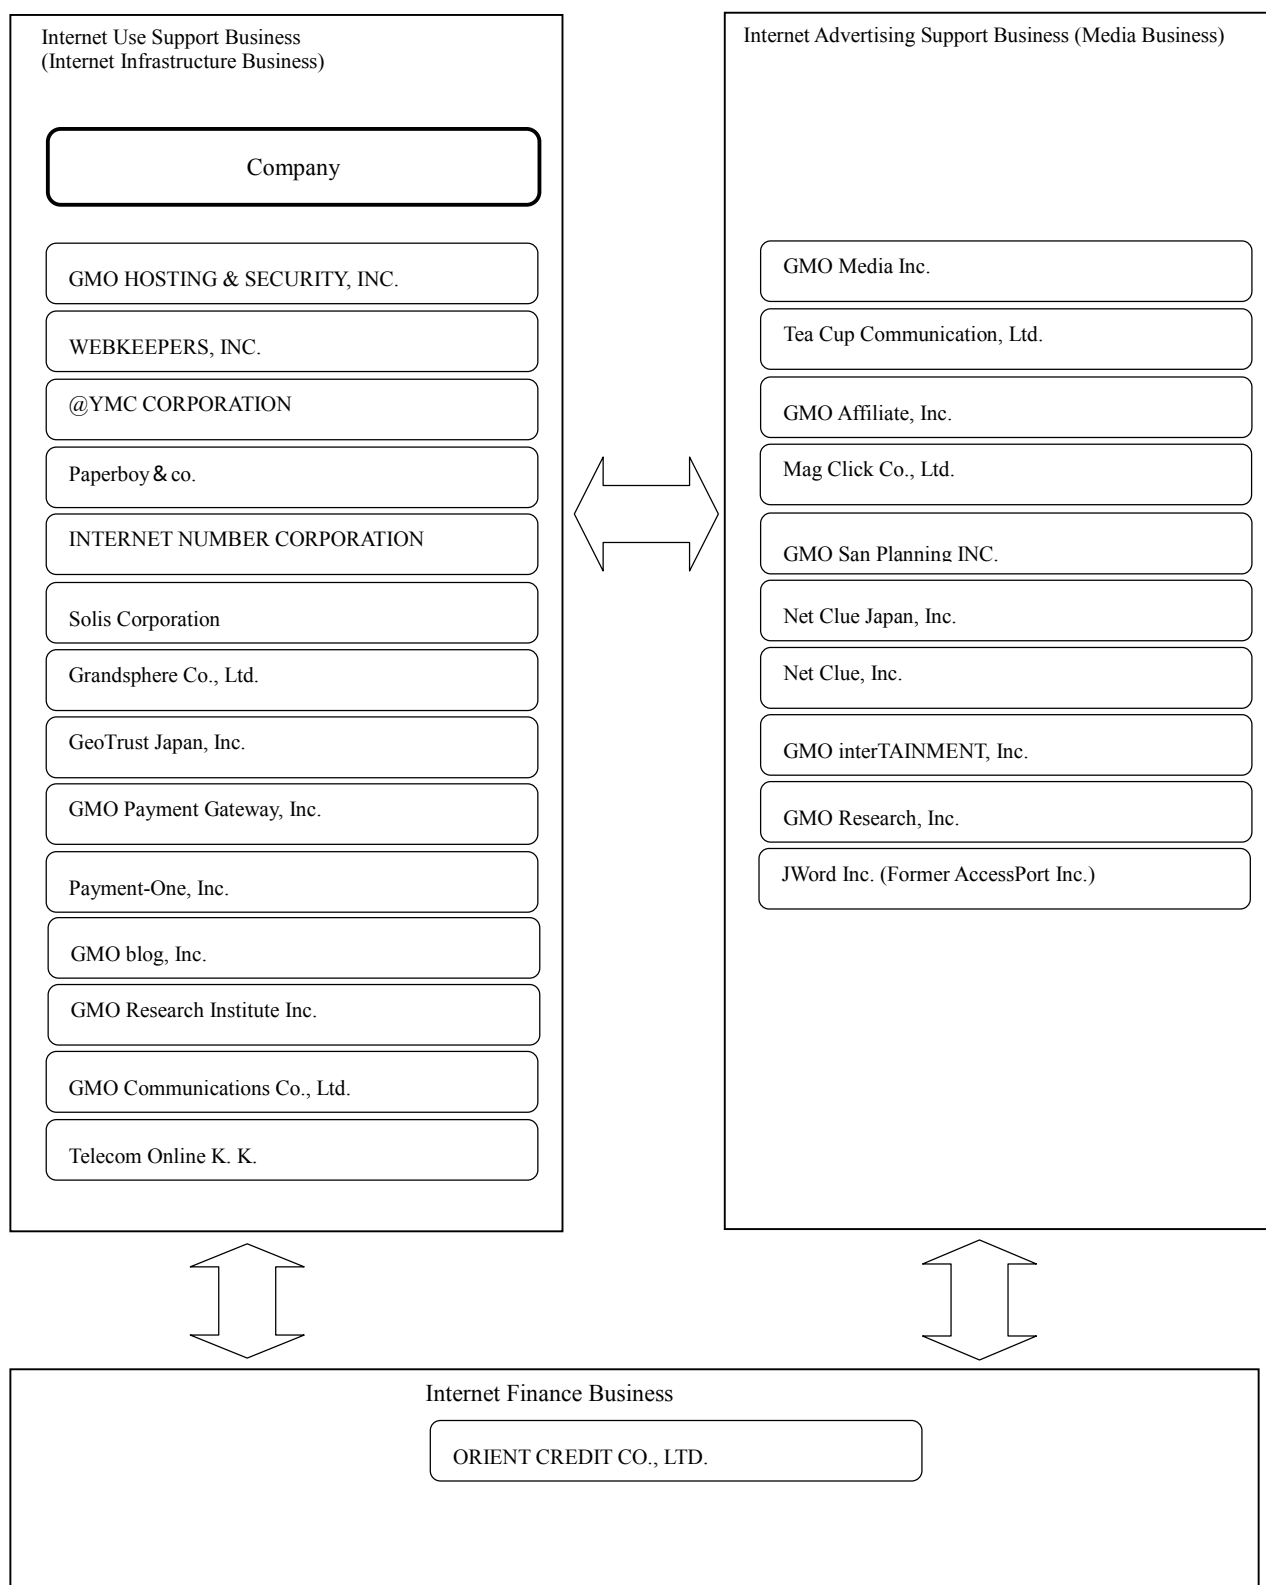 Internet Use Support Business
(Internet Infrastructure Business)
Company
GMO HOSTING & SECURITY, INC.
WEBKEEPERS, INC.
@YMC CORPORATION
Paperboy & co.
INTERNET NUMBER CORPORATION
Solis Corporation
Grandsphere Co., Ltd.
GeoTrust Japan, Inc.
GMO Payment Gateway, Inc.
Payment-One, Inc.
GMO blog, Inc.
GMO Research Institute Inc.
GMO Communications Co., Ltd.
Telecom Online K. K.
Internet Advertising Support Business (Media Business)
GMO Media Inc.
Tea Cup Communication, Ltd.
GMO Affiliate, Inc.
Mag Click Co., Ltd.
GMO San Planning INC.
Net Clue Japan, Inc.
Net Clue, Inc.
GMO interTAINMENT, Inc.
GMO Research, Inc.
JWord Inc. (Former AccessPort Inc.)
Internet Finance Business
ORIENT CREDIT CO., LTD.